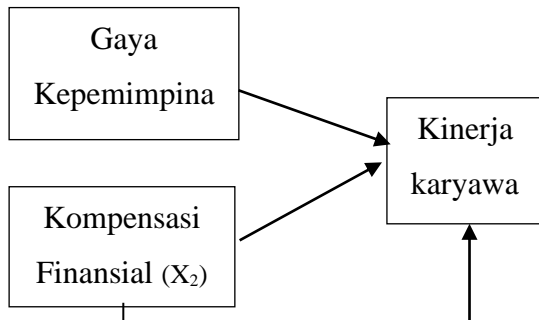 Gaya
Kepemimpina
Kinerja
karyawa
Kompensasi
Finansial (X₂)